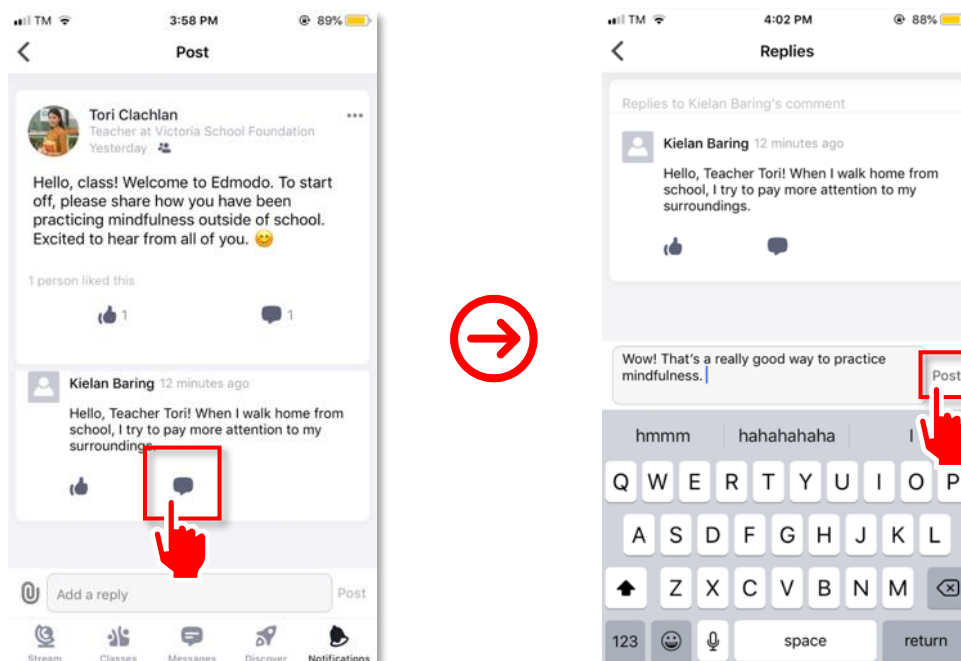 TM 3:58 PM 89%
Post
Tori Clachlan
Teacher at Victoria School Foundation
Yesterday
Hello, class! Welcome to Edmodo. To start
off, please share how you have been
practicing mindfulness outside of school.
Excited to hear from all of you. 😊
1 person liked this
1 1
Kielan Baring 12 minutes ago
Hello, Teacher Tori! When I walk home from
school, I try to pay more attention to my
surroundings.
Add a reply Post
Stream Classes Messages Discover Notifications
TM 4:02 PM 88%
Replies
Replies to Kielan Baring's comment
Kielan Baring 12 minutes ago
Hello, Teacher Tori! When I walk home from
school, I try to pay more attention to my
surroundings.
Wow! That's a really good way to practice
mindfulness.
Post
hmmm hahahahaha I
Q W E R T Y U I O P
A S D F G H J K L
Z X C V B N M
123 space return